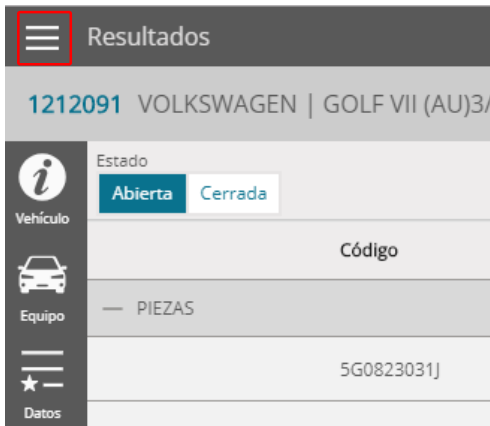 Resultados
1212091 VOLKSWAGEN | GOLF VII (AU)3/
Estado
Abierta Cerrada
Vehículo
Código
Equipo
— PIEZAS
5G0823031J
Datos